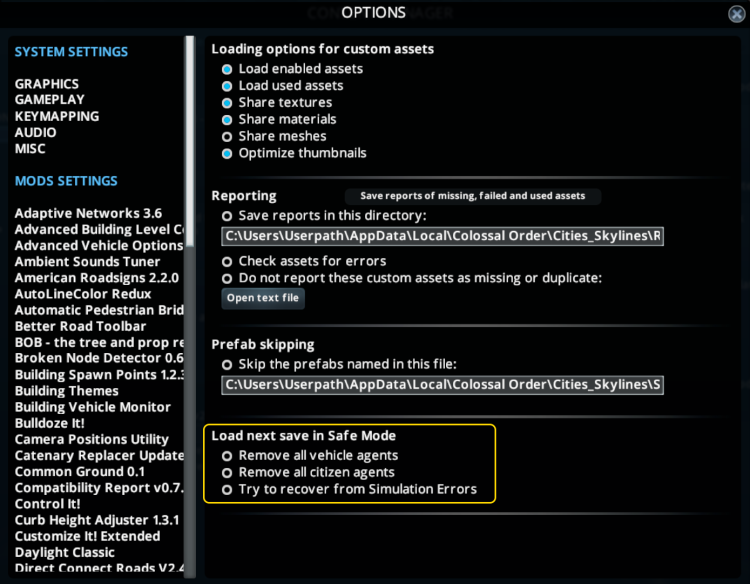 OPTIONS
SYSTEM SETTINGS
GRAPHICS
GAMEPLAY
KEYMAPPING
AUDIO
MISC
MODS SETTINGS
Adaptive Networks 3.6
Advanced Building Level C
Advanced Vehicle Options
Ambient Sounds Tuner
American Roadsigns 2.2.0
AutoLineColor Redux
Automatic Pedestrian Brid
Better Road Toolbar
BOB - the tree and prop re
Broken Node Detector 0.6
Building Spawn Points 1.2.3
Building Themes
Building Vehicle Monitor
Bulldoze It!
Camera Positions Utility
Catenary Replacer Update
Common Ground 0.1
Compatibility Report v0.7.
Control It!
Curb Height Adjuster 1.3.1
Customize It! Extended
Daylight Classic
Direct Connect Roads V2.4
Loading options for custom assets
Load enabled assets
Load used assets
Share textures
Share materials
Share meshes
Optimize thumbnails
Reporting
Save reports of missing, failed and used assets
Save reports in this directory:
C:\Users\Userpath\AppData\Local\Colossal Order\Cities_Skylines\R
Check assets for errors
Do not report these custom assets as missing or duplicate:
Open text file
Prefab skipping
Skip the prefabs named in this file:
C:\Users\Userpath\AppData\Local\Colossal Order\Cities_Skylines\S
Load next save in Safe Mode
Remove all vehicle agents
Remove all citizen agents
Try to recover from Simulation Errors